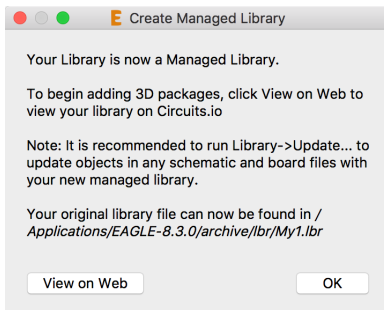 Create Managed Library
Your Library is now a Managed Library.
To begin adding 3D packages, click View on Web to
view your library on Circuits.io
Note: It is recommended to run Library->Update... to
update objects in any schematic and board files with
your new managed library.
Your original library file can now be found in /
Applications/EAGLE-8.3.0/archive/lbr/My1.lbr
View on Web
OK